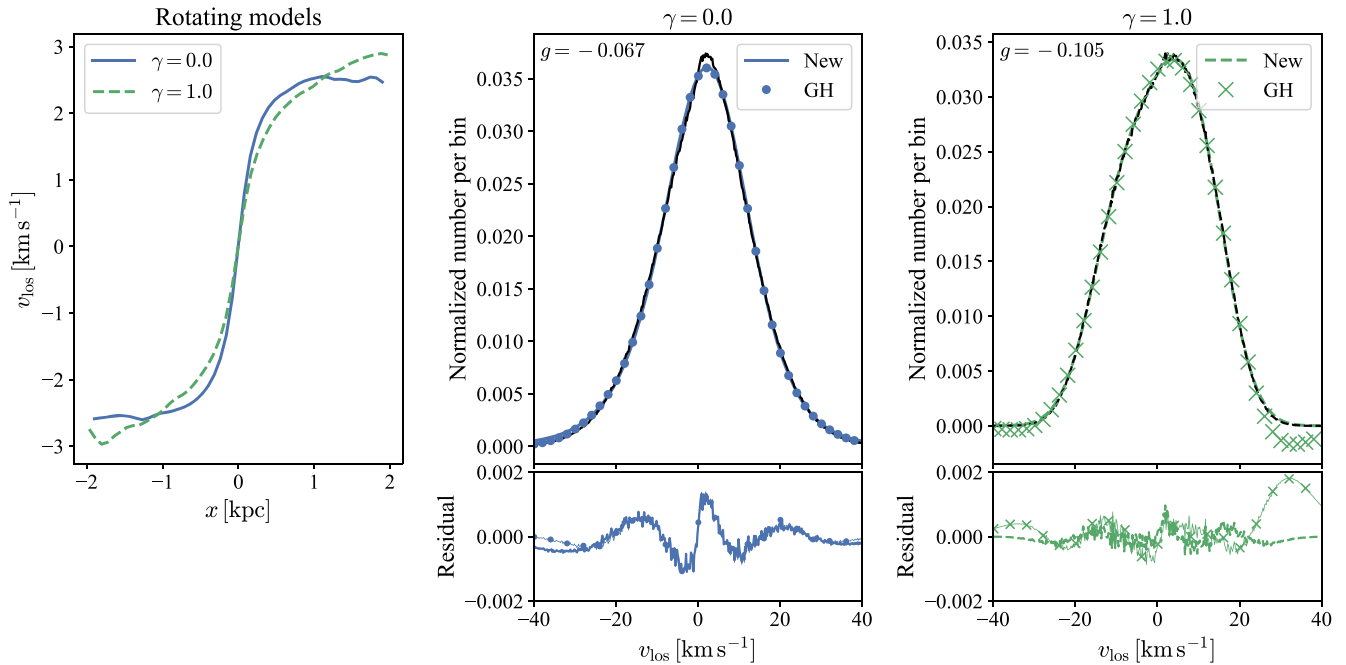 Rotating models
γ = 0.0
γ = 1.0
3
2
1
0
−1
−2
−3
v_los [km s⁻¹]
−2
−1
0
1
2
x [kpc]
γ = 0.0
g = −0.067
New
GH
0.035
0.030
0.025
0.020
0.015
0.010
0.005
0.000
Normalized number per bin
0.002
0.000
−0.002
Residual
−40
−20
0
20
40
v_los [km s⁻¹]
γ = 1.0
g = −0.105
New
GH
0.035
0.030
0.025
0.020
0.015
0.010
0.005
0.000
Normalized number per bin
0.002
0.000
−0.002
Residual
−40
−20
0
20
40
v_los [km s⁻¹]